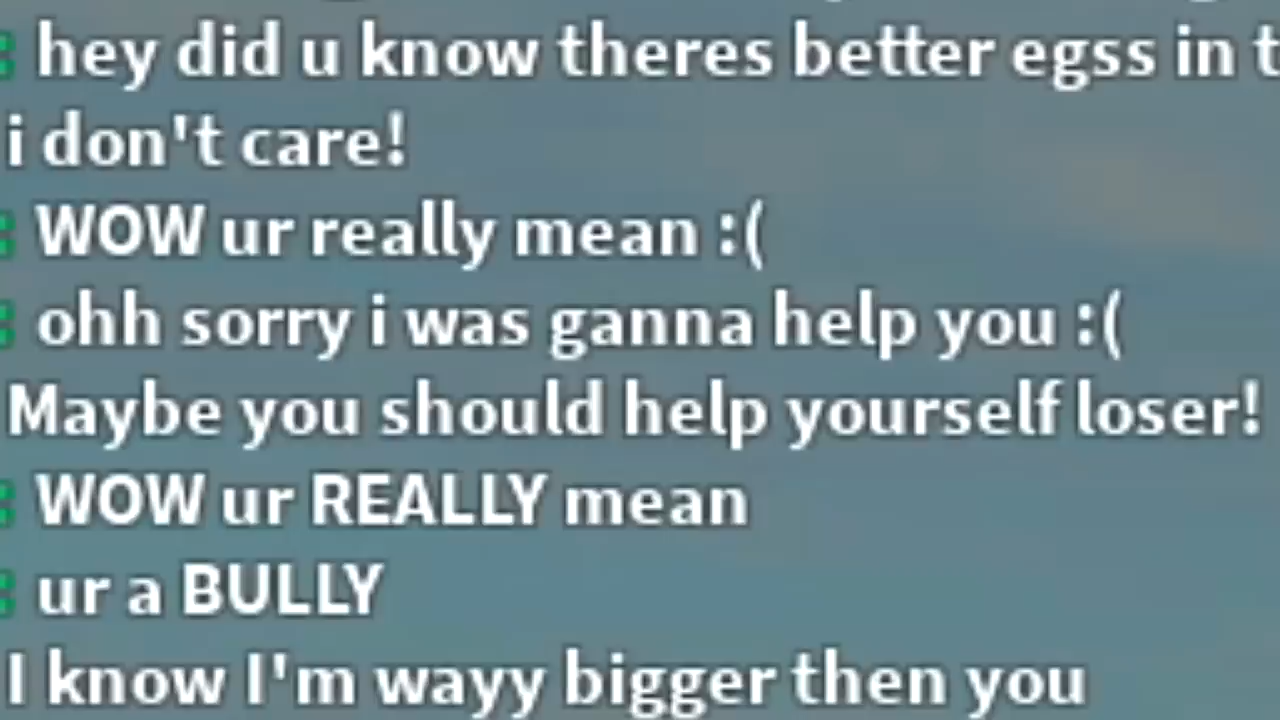 : hey did u know theres better egss in t
i don't care!
: WOW ur really mean :(
: ohh sorry i was ganna help you :(
Maybe you should help yourself loser!
: WOW ur REALLY mean
: ur a BULLY
I know I'm wayy bigger then you